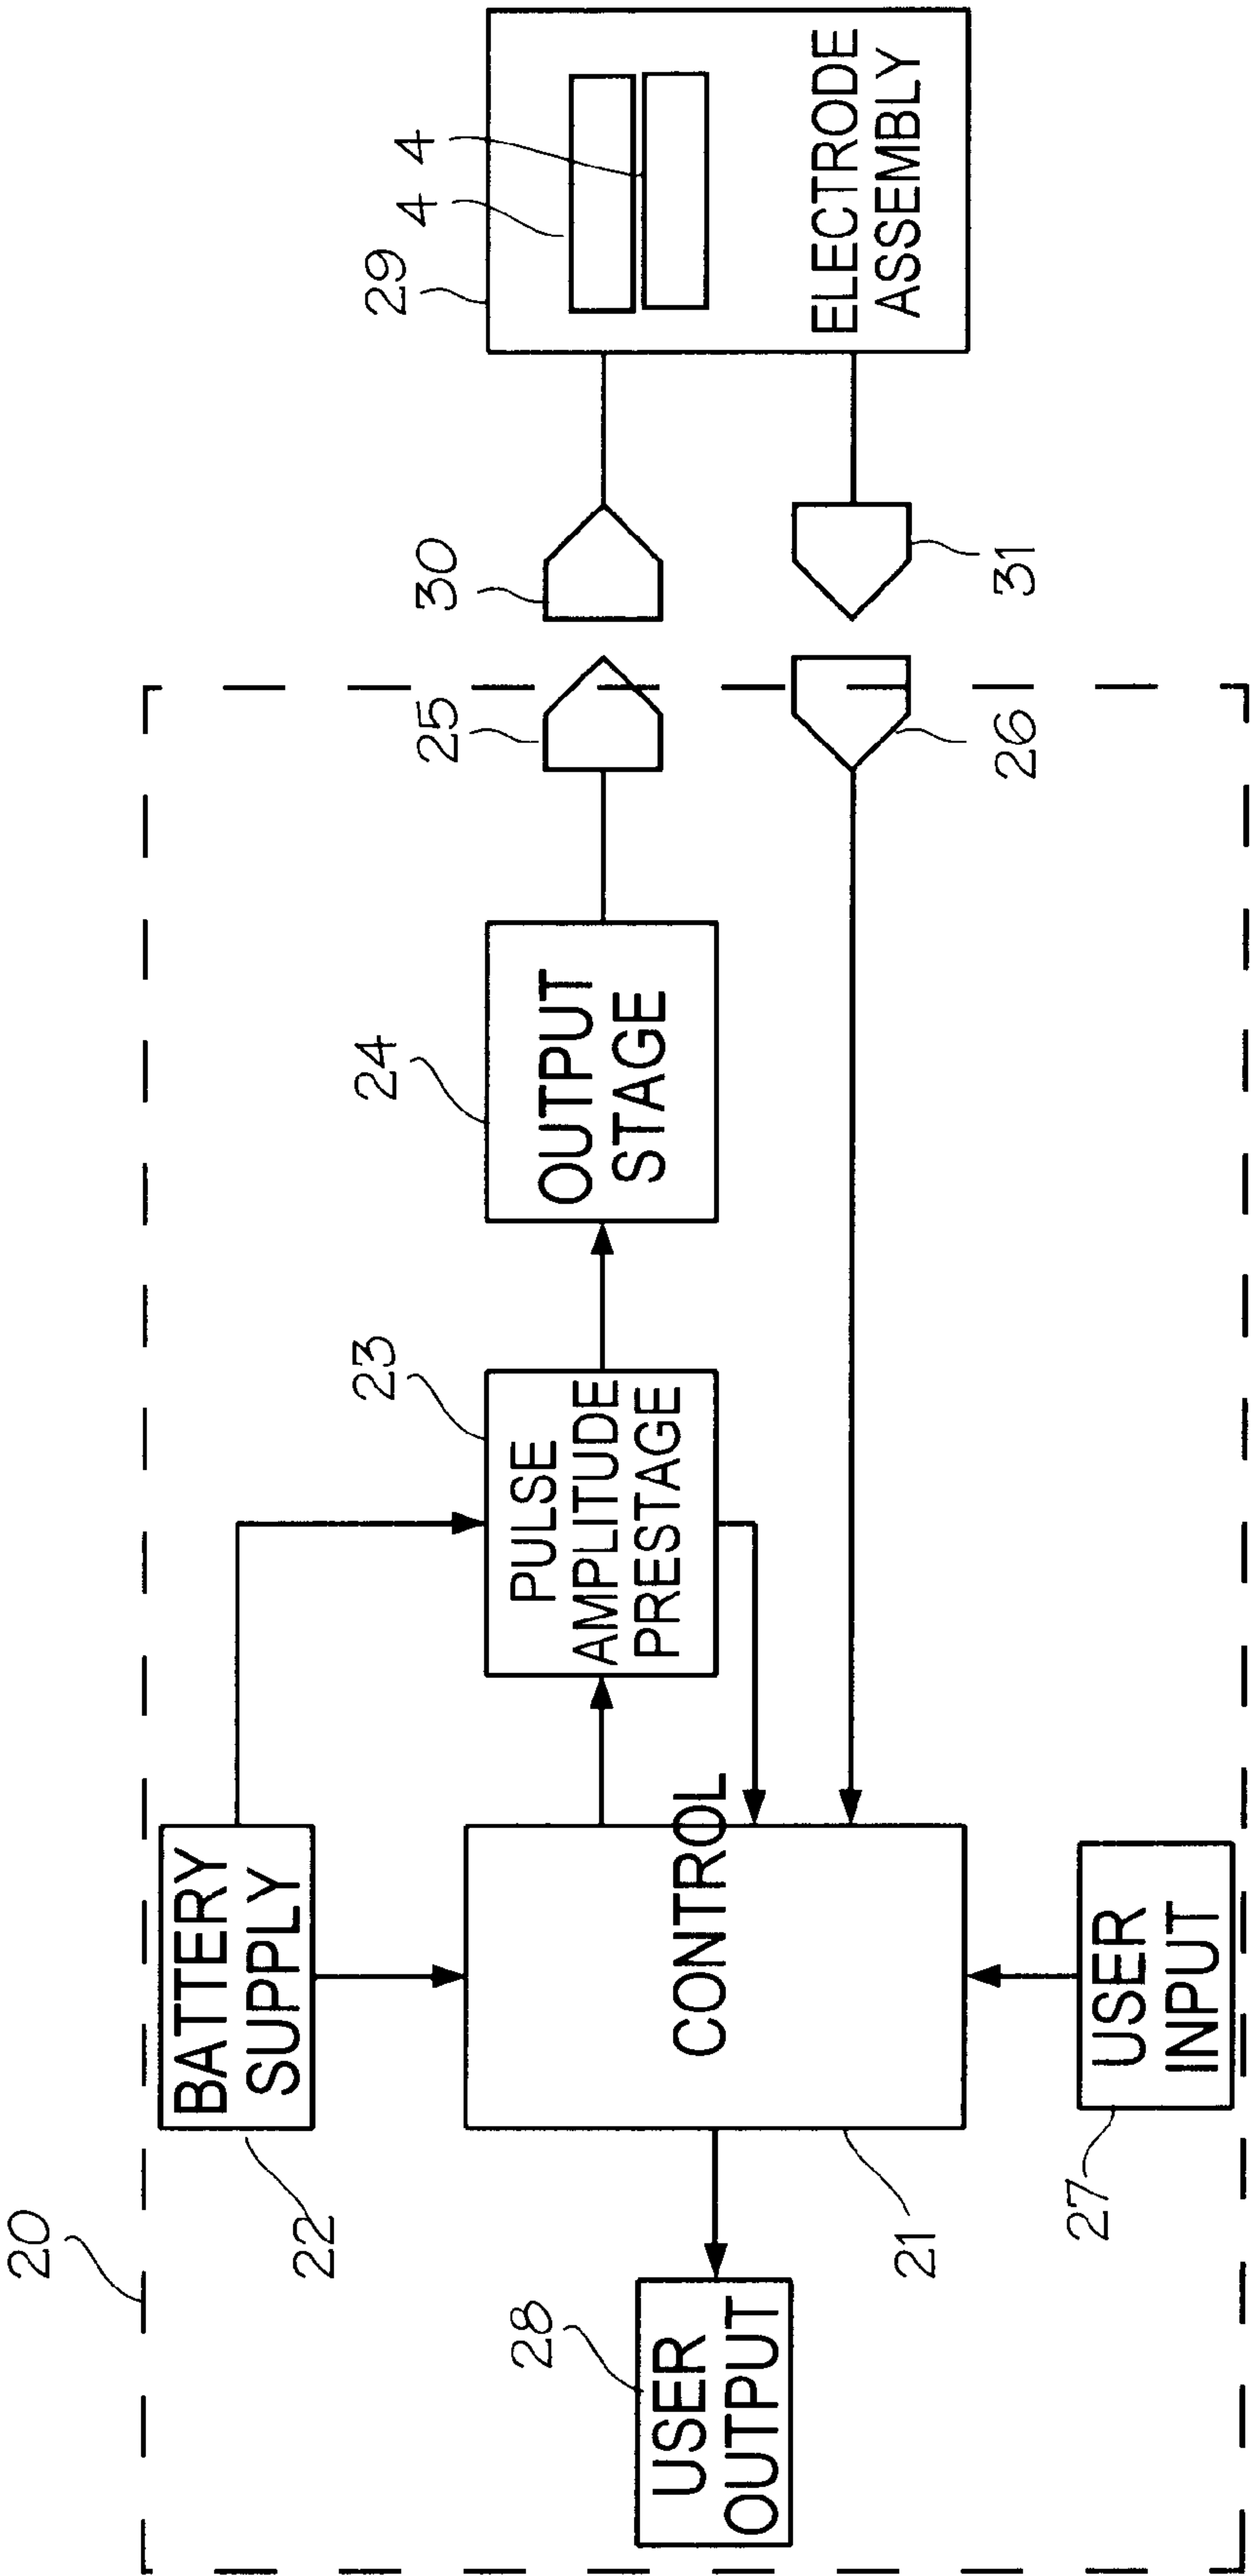 20
BATTERY
SUPPLY
22
23
PULSE
AMPLITUDE
PRESTAGE
24
OUTPUT
STAGE
25
30
29
4
4
ELECTRODE
ASSEMBLY
28
USER
OUTPUT
CONTROL
21
26
31
27
USER
INPUT